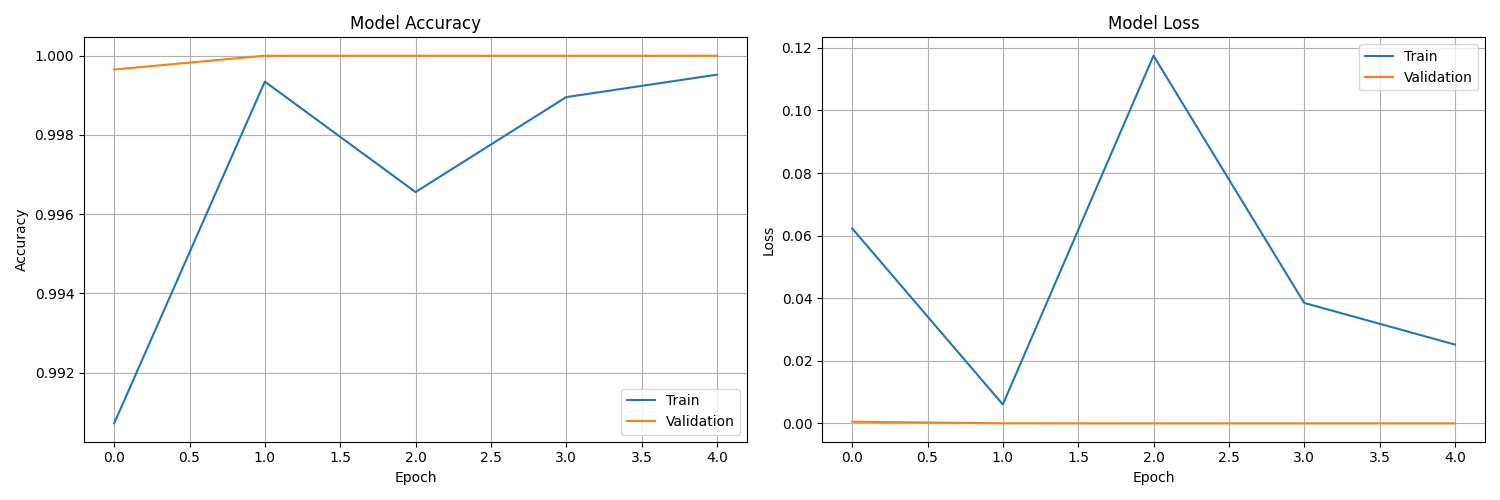 Model Accuracy
1.000
0.998
0.996
0.994
0.992
Accuracy
Train
Validation
0.0 0.5 1.0 1.5 2.0 2.5 3.0 3.5 4.0
Epoch
Model Loss
0.12
0.10
0.08
0.06
0.04
0.02
0.00
Loss
Train
Validation
0.0 0.5 1.0 1.5 2.0 2.5 3.0 3.5 4.0
Epoch